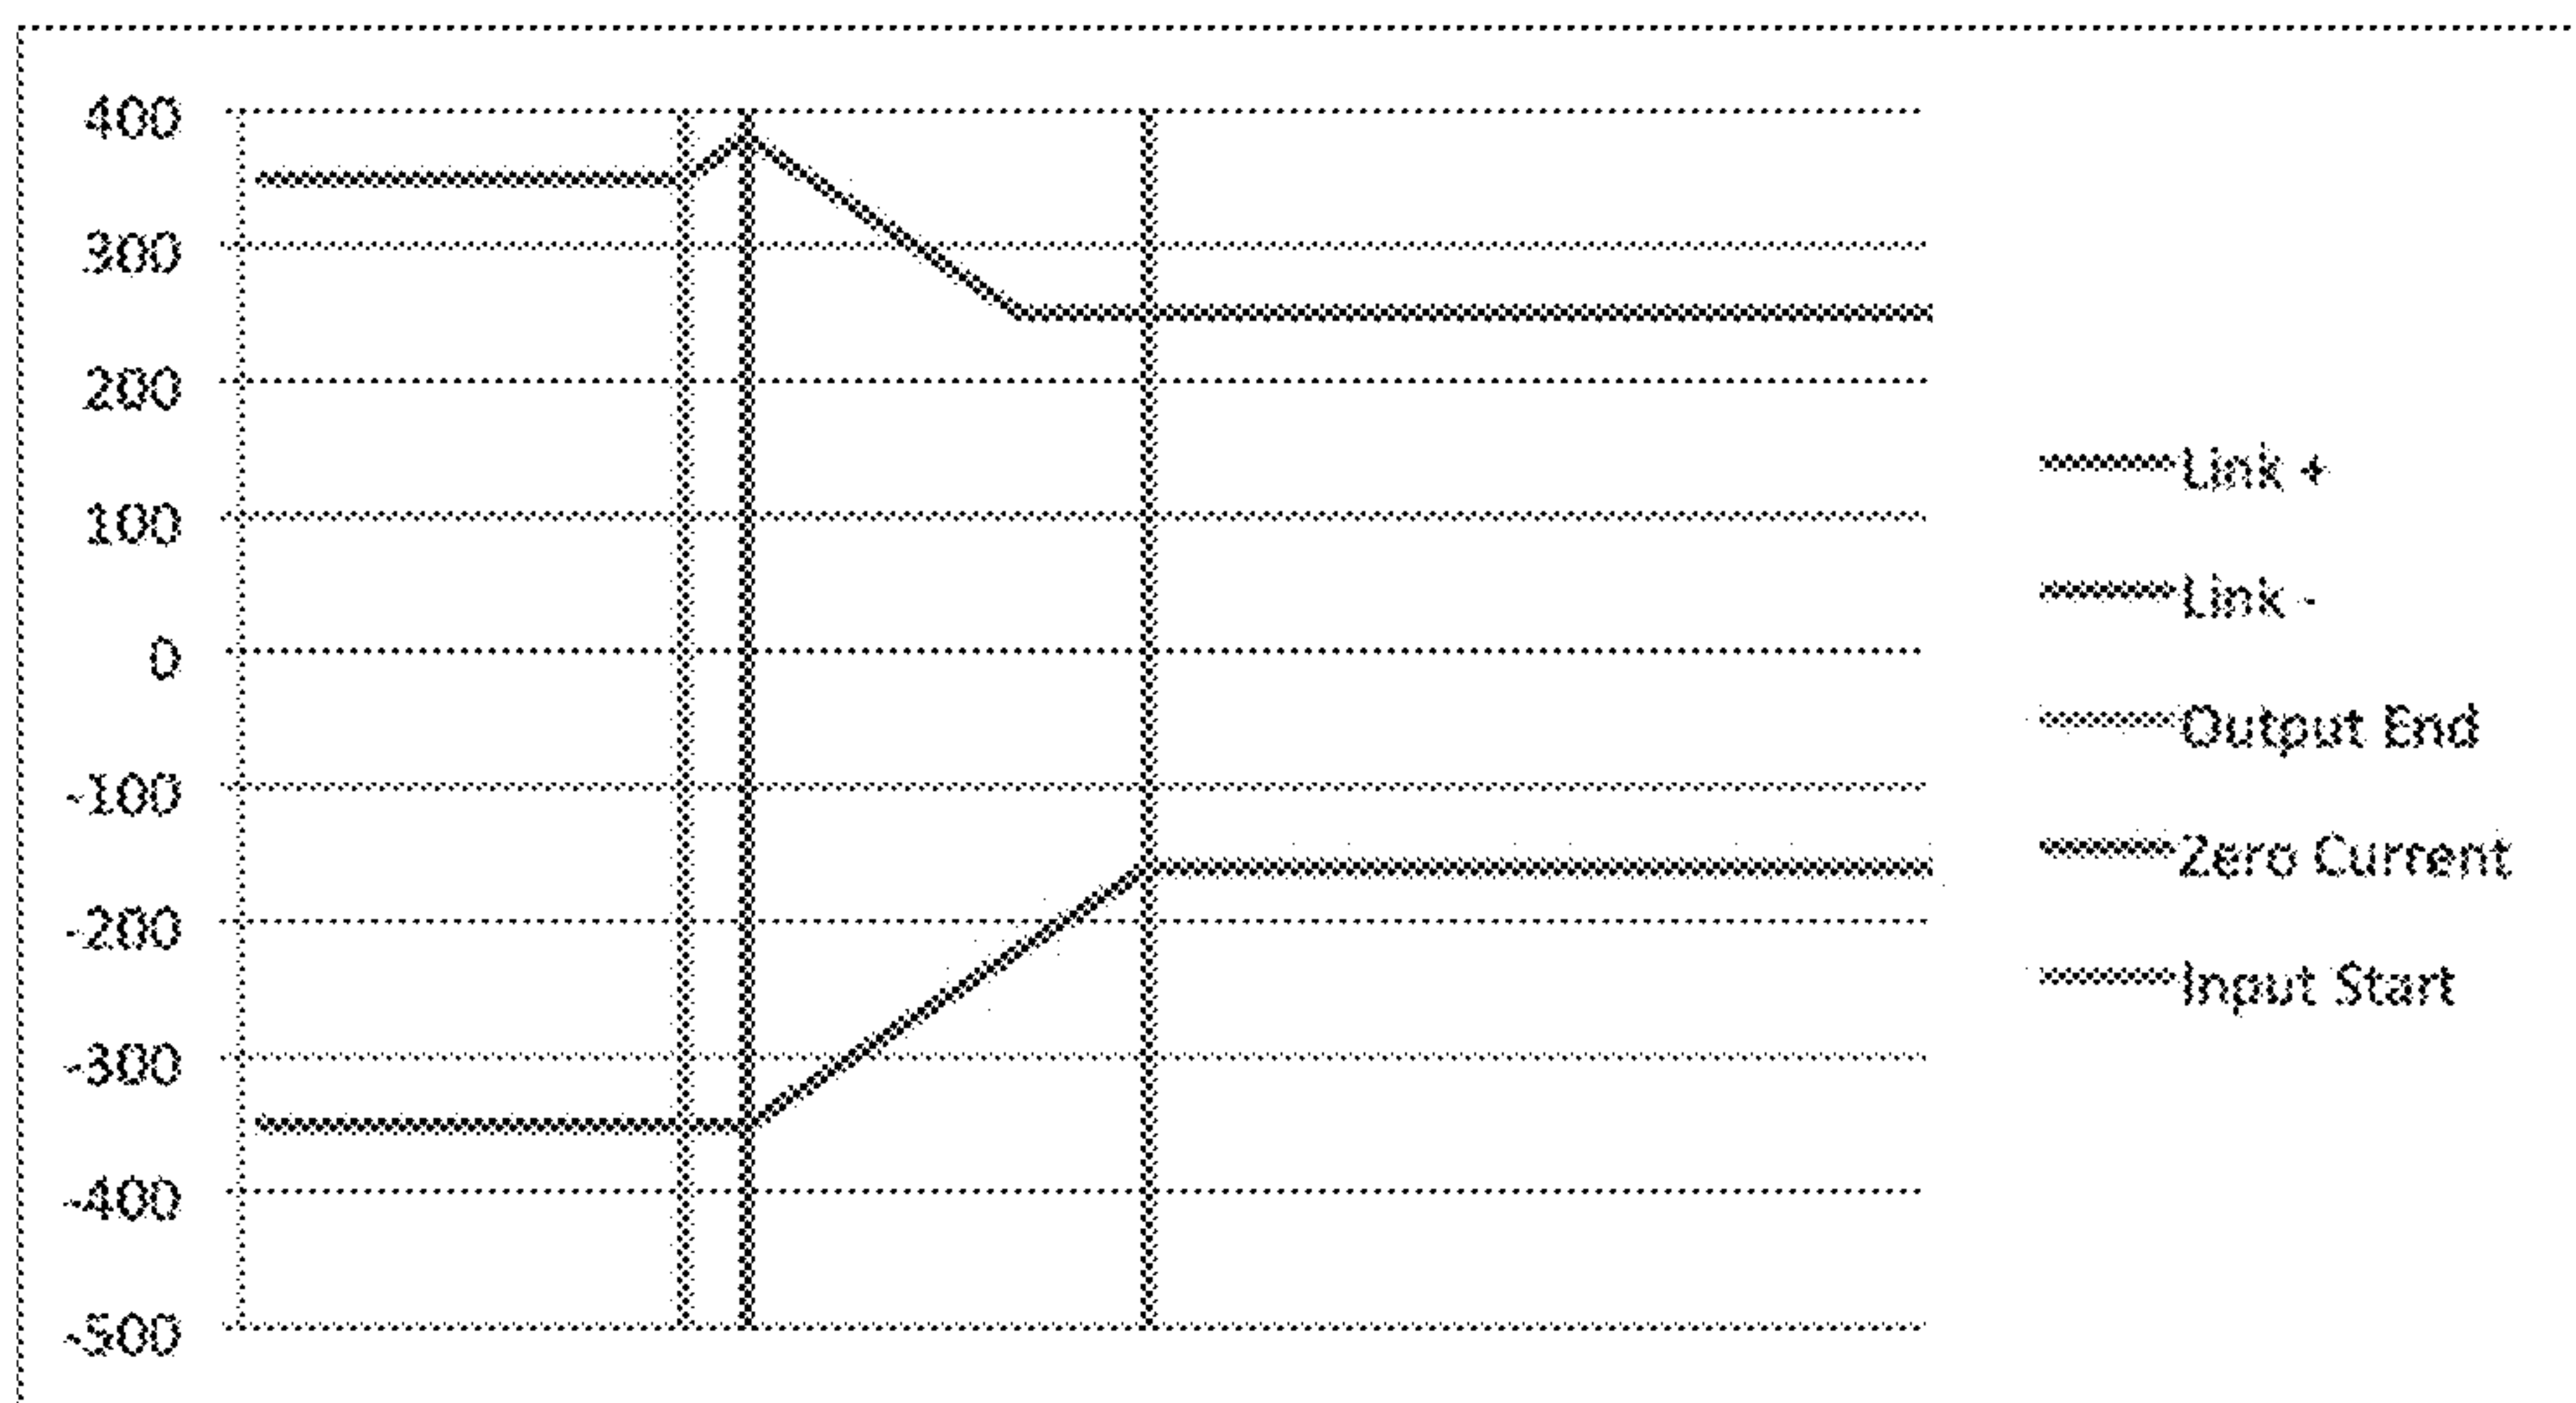 400
300
200
100
0
-100
-200
-300
-400
-500
Link +
Link -
Output End
Zero Current
Input Start